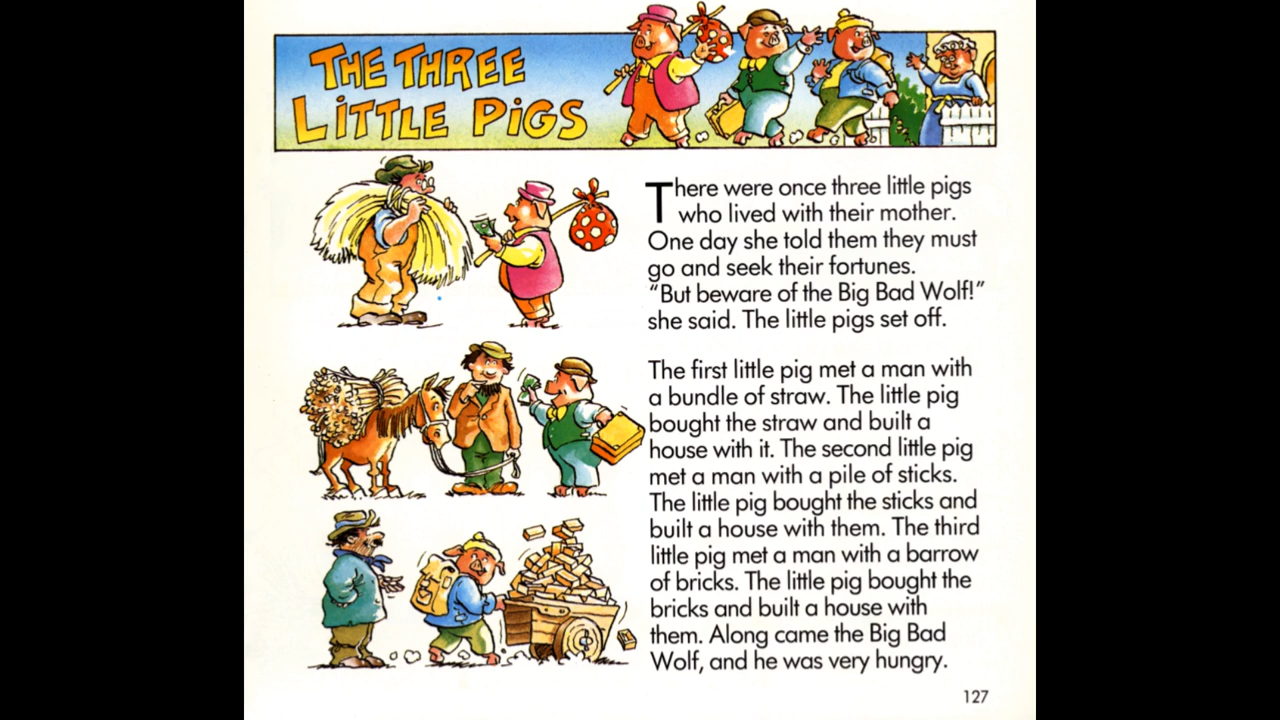 THE THREE
LiTTLE PiGS
There were once three little pigs
who lived with their mother.
One day she told them they must
go and seek their fortunes.
“But beware of the Big Bad Wolf!”
she said. The little pigs set off.
The first little pig met a man with
a bundle of straw. The little pig
bought the straw and built a
house with it. The second little pig
met a man with a pile of sticks.
The little pig bought the sticks and
built a house with them. The third
little pig met a man with a barrow
of bricks. The little pig bought the
bricks and built a house with
them. Along came the Big Bad
Wolf, and he was very hungry.
127